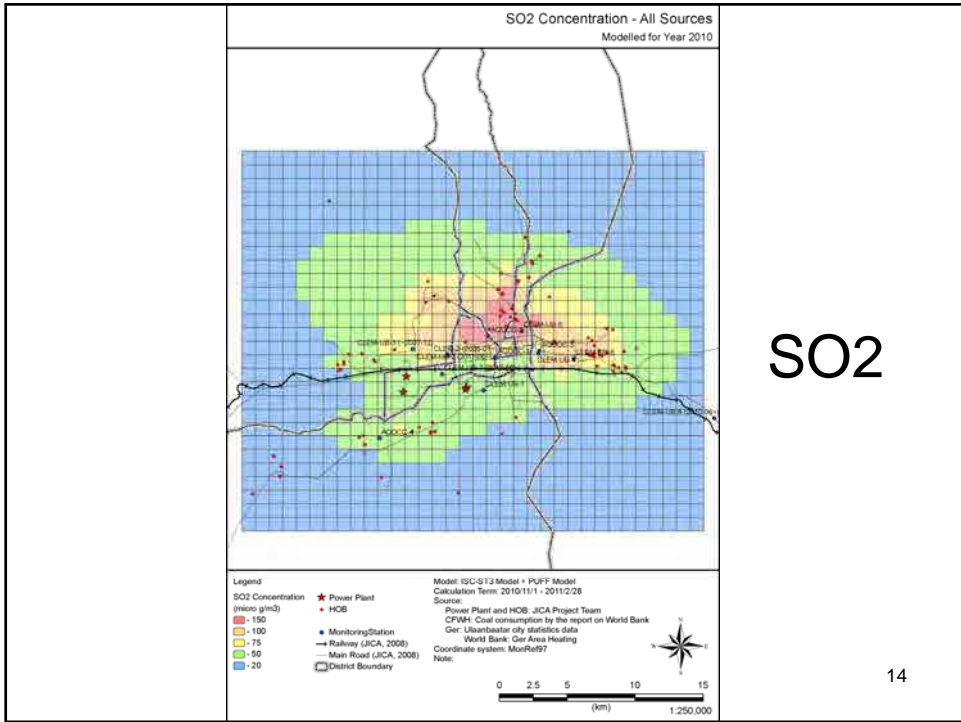 SO2 Concentration - All Sources
Modelled for Year 2010
AQDCC-4
SO2
Legend
SO2 Concentration
(micro g/m3)
- 150
- 100
- 75
- 50
- 20
Power Plant
HOB
MonitoringStation
Railway (JICA, 2008)
Main Road (JICA, 2008)
District Boundary
Model: ISC-ST3 Model + PUFF Model
Calculation Term: 2010/11/1 - 2011/2/28
Source:
Power Plant and HOB: JICA Project Team
CFWH: Coal consumption by the report on World Bank
Ger: Ulaanbaatar city statistics data
World Bank: Ger Area Heating
Coordinate system: MonRef97
Note:
N
W
E
S
0 2.5 5 10 15
(km)
1:250,000
14